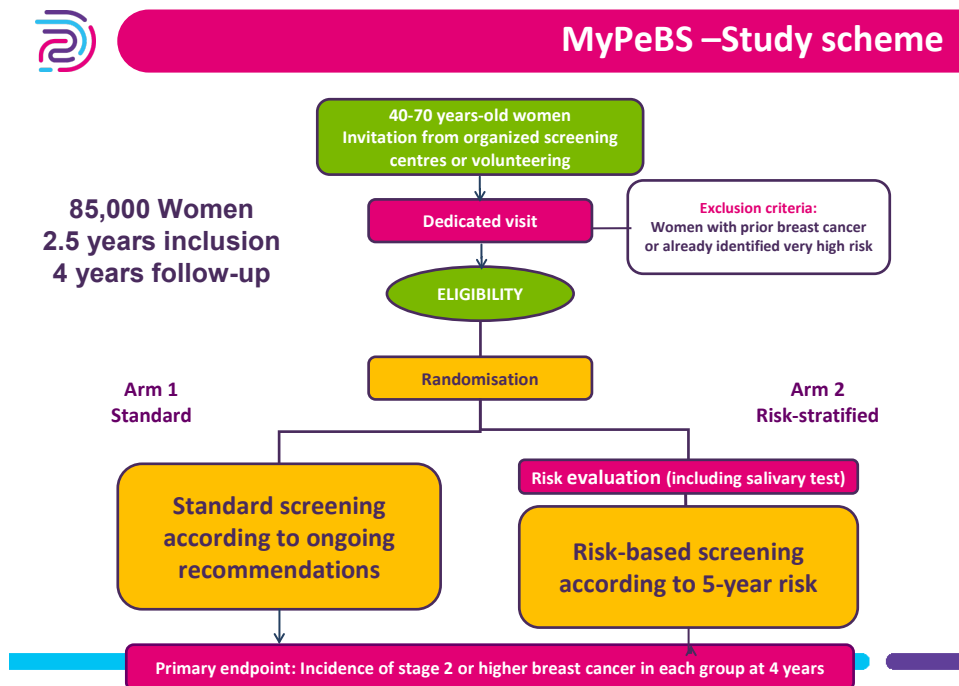 MyPeBS –Study scheme
40-70 years-old women
Invitation from organized screening
centres or volunteering
85,000 Women
2.5 years inclusion
4 years follow-up
Dedicated visit
Exclusion criteria:
Women with prior breast cancer
or already identified very high risk
ELIGIBILITY
Randomisation
Arm 1
Standard
Arm 2
Risk-stratified
Risk evaluation (including salivary test)
Standard screening
according to ongoing
recommendations
Risk-based screening
according to 5-year risk
Primary endpoint: Incidence of stage 2 or higher breast cancer in each group at 4 years